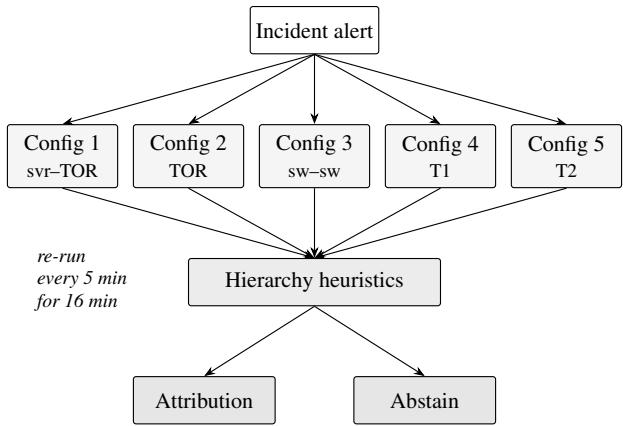 Incident alert
Config 1
svr–TOR
Config 2
TOR
Config 3
sw–sw
Config 4
T1
Config 5
T2
re-run
every 5 min
for 16 min
Hierarchy heuristics
Attribution
Abstain